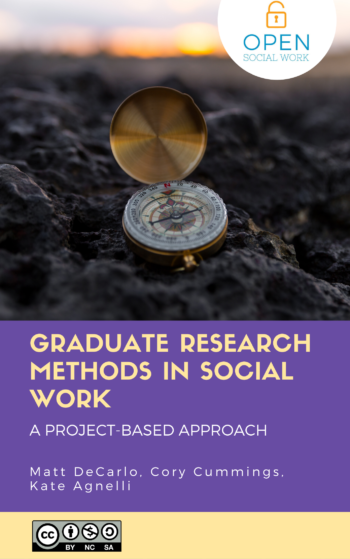 OPEN
SOCIAL WORK
GRADUATE RESEARCH
METHODS IN SOCIAL
WORK
A PROJECT-BASED APPROACH
Matt DeCarlo, Cory Cummings,
Kate Agnelli
cc BY NC SA